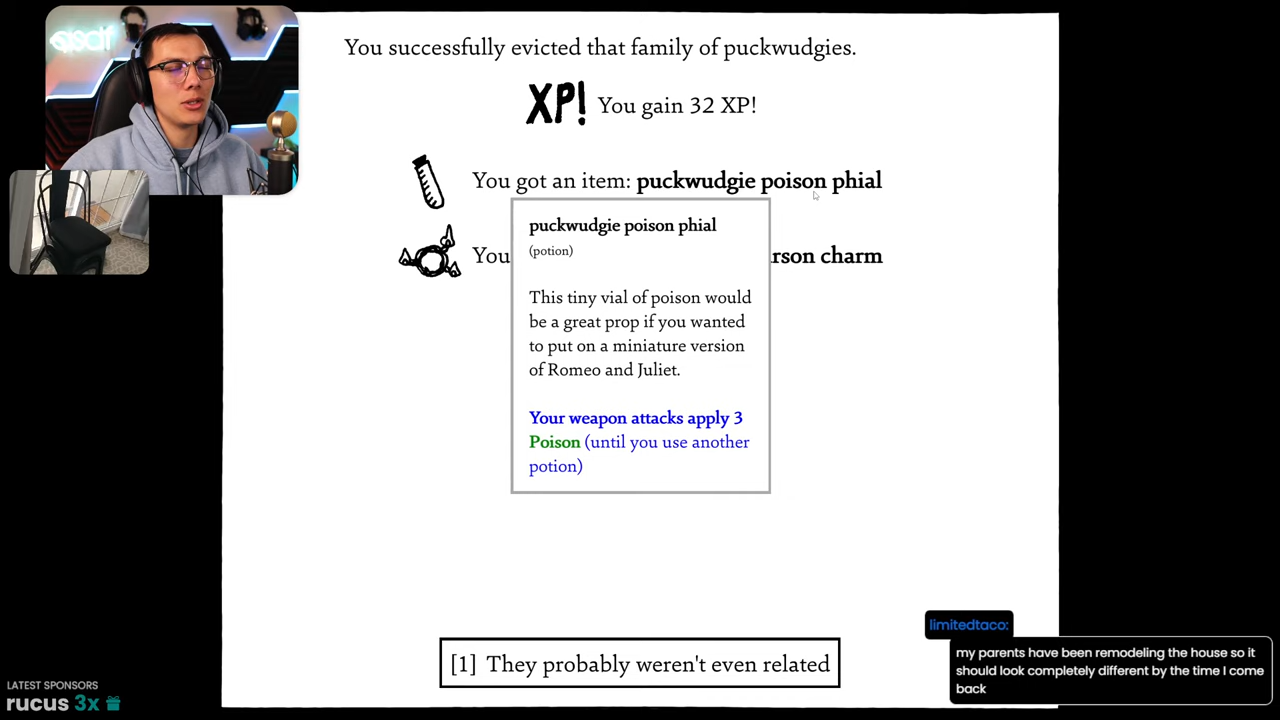 You successfully evicted that family of puckwudgies.
XP! You gain 32 XP!
You got an item: puckwudgie poison phial
You
rson charm
puckwudgie poison phial
(potion)
This tiny vial of poison would
be a great prop if you wanted
to put on a miniature version
of Romeo and Juliet.
Your weapon attacks apply 3
Poison (until you use another
potion)
[1] They probably weren't even related
limitedtaco:
my parents have been remodeling the house so it
should look completely different by the time I come
back
LATEST SPONSORS
rucus 3x